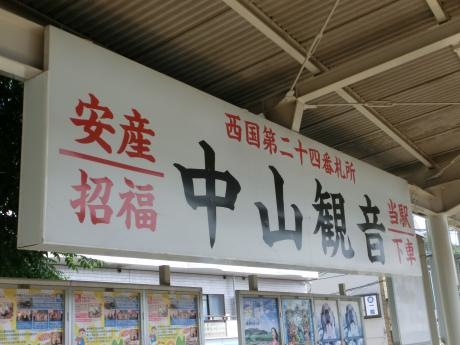 安産
招福
西国第二十四番札所
中山観音
当駅
下車